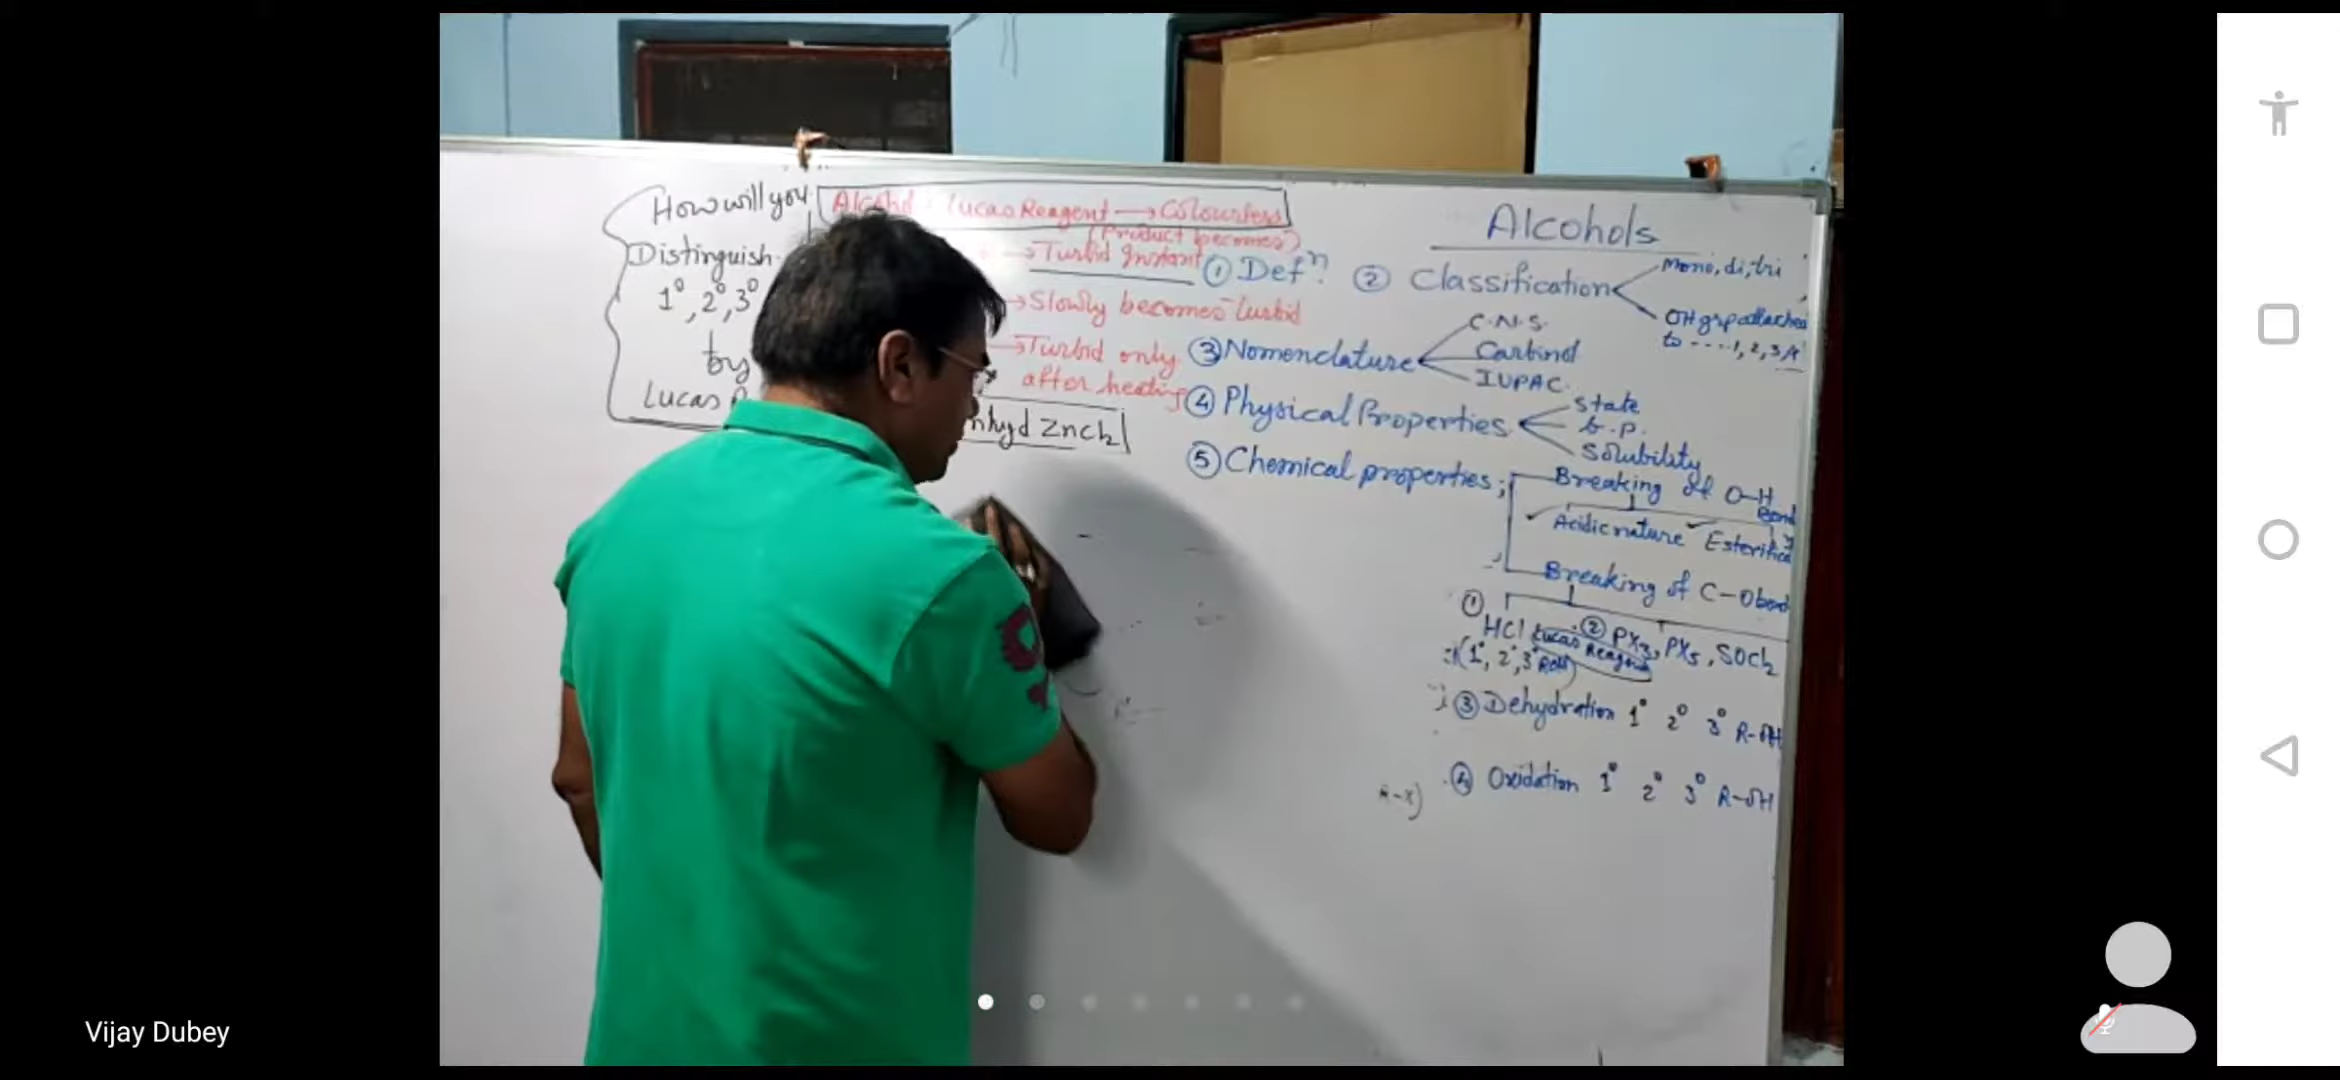 How will you
Distinguish
1°, 2°, 3°
by
Lucas
Alcohol Lucas Reagent → Colourless
(Product becomes)
→ Turbid Instant
→ Slowly becomes turbid
→ Turbid only
after heating
nhyd ZnCl₂
Alcohols
① Defⁿ ② Classification
Mono, di, tri
OH grp attached
to ----1, 2, 3
③ Nomenclature
C.N.S.
Carbinol
IUPAC
④ Physical Properties
State
b.p.
Solubility
⑤ Chemical properties;
Breaking of O-H
Bond
Acidic nature
Breaking of C-O bond
① HCl Lucas Reagent
(1°, 2°, 3° ROH)
② PX₃, PX₅, SOCl₂
③ Dehydration 1° 2° 3° R-OH
④ Oxidation 1° 2° 3° R-OH
R-X)
Vijay Dubey